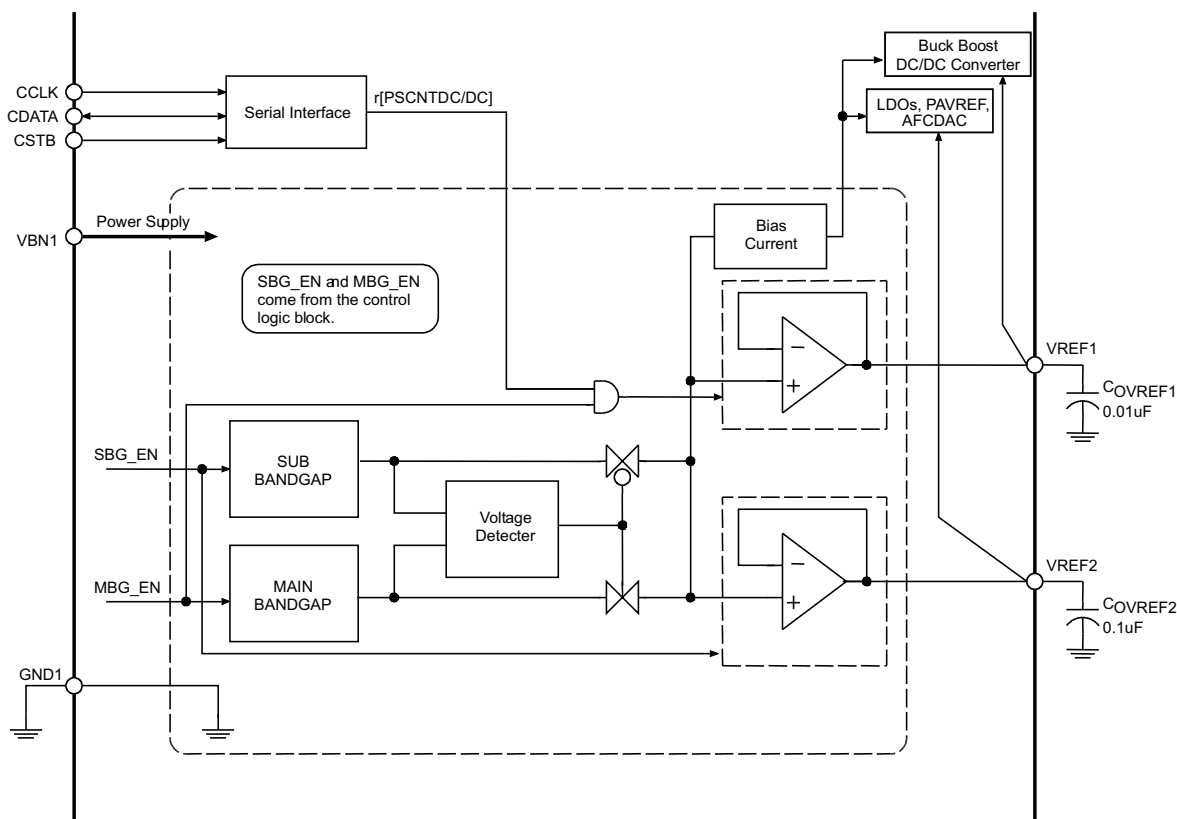 Buck Boost
DC/DC Converter
CCLK
CDATA
CSTB
Serial Interface
r[PSCNTDC/DC]
LDOs, PAVREF,
AFCDAC
VBN1
Power Supply
Bias
Current
SBG_EN and MBG_EN
come from the control
logic block.
−
+
VREF1
COVREF1
0.01uF
SBG_EN
SUB
BANDGAP
Voltage
Detecter
MBG_EN
MAIN
BANDGAP
−
+
VREF2
COVREF2
0.1uF
GND1